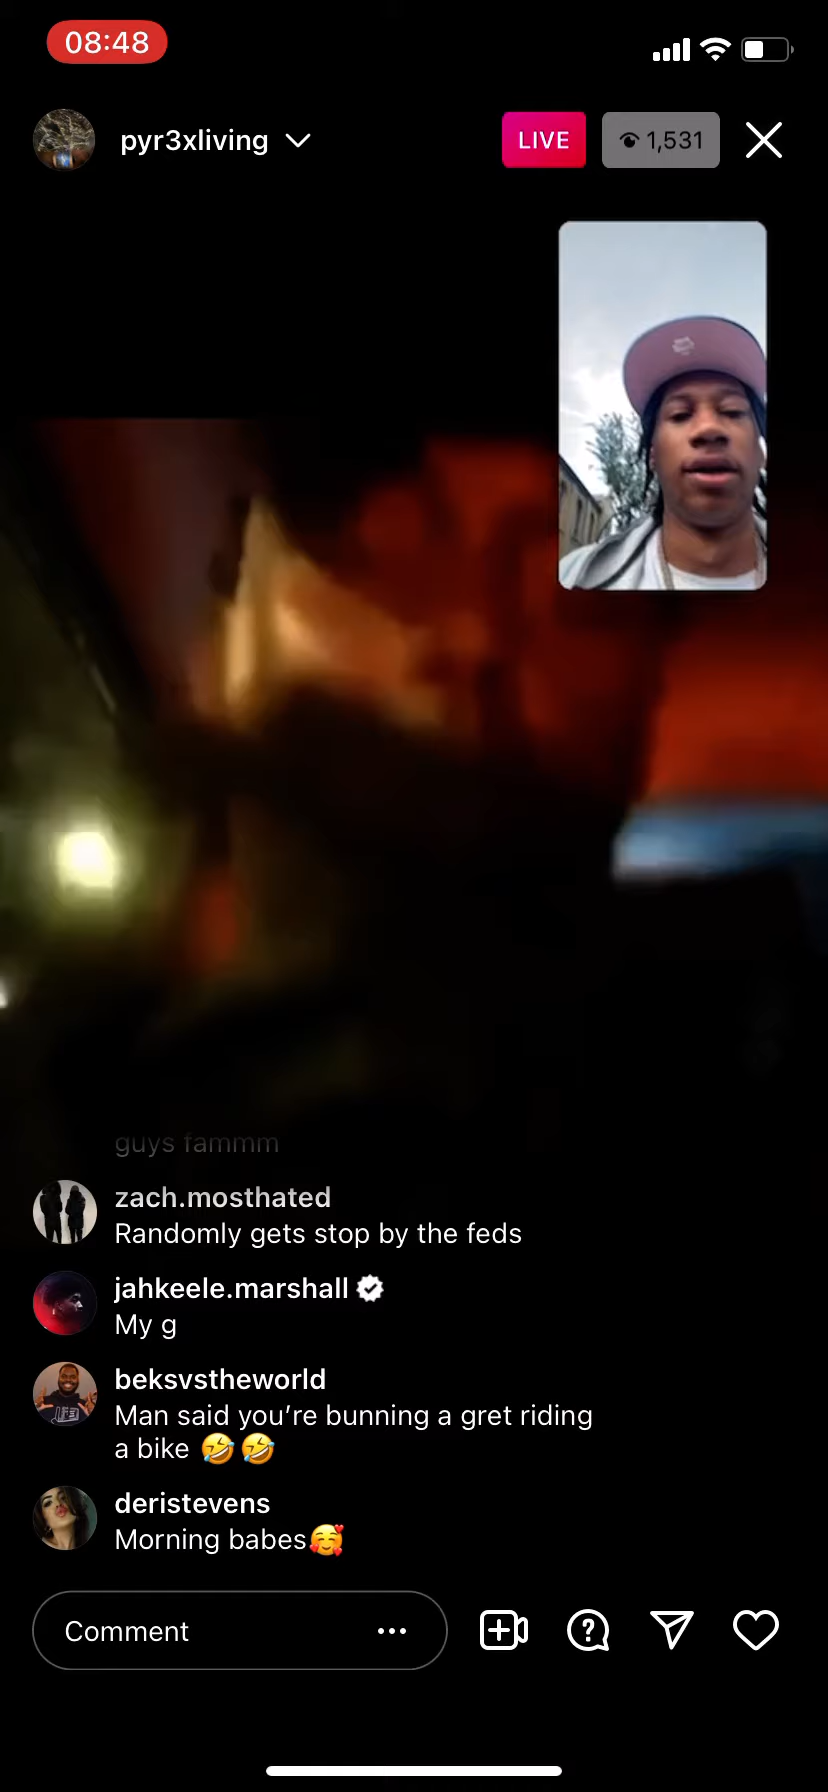 08:48
pyr3xliving
LIVE
1,531
guys fammm
zach.mosthated
Randomly gets stop by the feds
jahkeele.marshall
My g
beksvstheworld
Man said you’re bunning a gret riding
a bike 🤣🤣
deristevens
Morning babes🥰
Comment